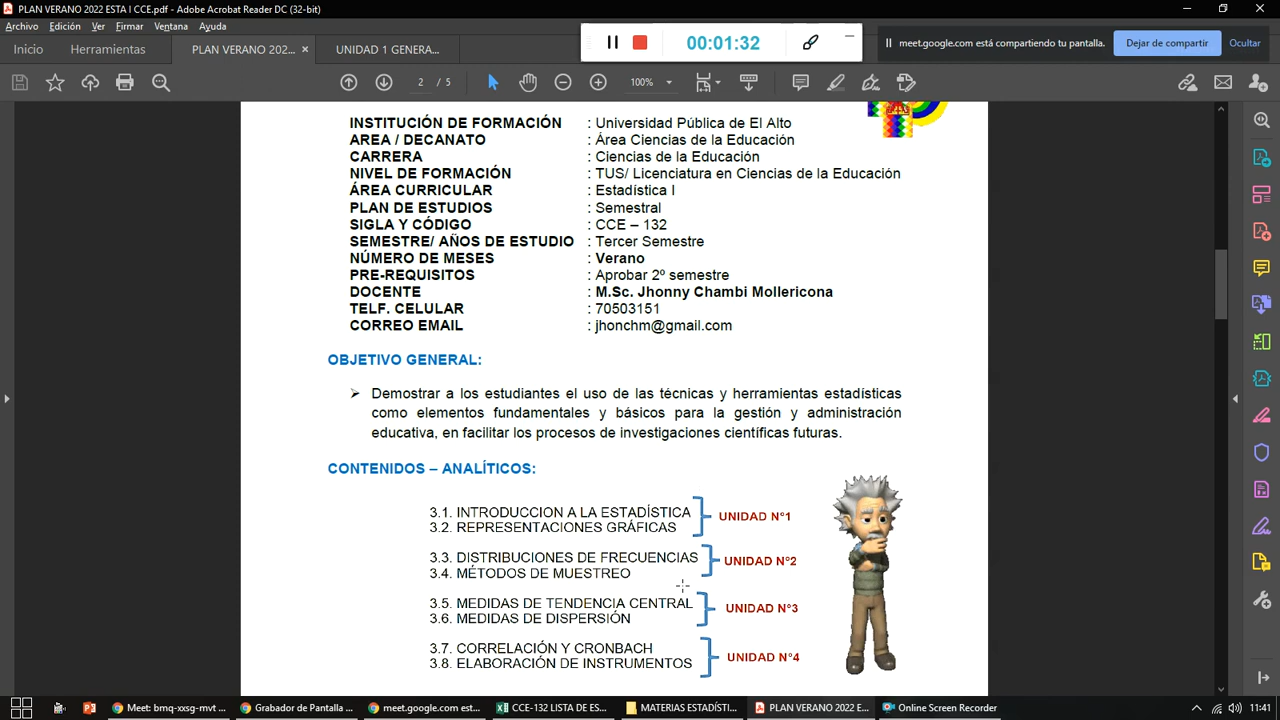 PLAN VERANO 2022 ESTA I CCE.pdf - Adobe Acrobat Reader DC (32-bit)
Archivo Edición Ver Firmar Ventana Ayuda
Inicio Herramientas PLAN VERANO 202... × UNIDAD 1 GENERA...
00:01:32
meet.google.com está compartiendo tu pantalla. Dejar de compartir Ocultar
2 / 5 100%
INSTITUCIÓN DE FORMACIÓN : Universidad Pública de El Alto
AREA / DECANATO : Área Ciencias de la Educación
CARRERA : Ciencias de la Educación
NIVEL DE FORMACIÓN : TUS/ Licenciatura en Ciencias de la Educación
ÁREA CURRICULAR : Estadística I
PLAN DE ESTUDIOS : Semestral
SIGLA Y CÓDIGO : CCE – 132
SEMESTRE/ AÑOS DE ESTUDIO : Tercer Semestre
NÚMERO DE MESES : Verano
PRE-REQUISITOS : Aprobar 2º semestre
DOCENTE : M.Sc. Jhonny Chambi Mollericona
TELF. CELULAR : 70503151
CORREO EMAIL : jhonchm@gmail.com
OBJETIVO GENERAL:
➢ Demostrar a los estudiantes el uso de las técnicas y herramientas estadísticas
como elementos fundamentales y básicos para la gestión y administración
educativa, en facilitar los procesos de investigaciones científicas futuras.
CONTENIDOS – ANALÍTICOS:
3.1. INTRODUCCION A LA ESTADÍSTICA
3.2. REPRESENTACIONES GRÁFICAS
UNIDAD N°1
3.3. DISTRIBUCIONES DE FRECUENCIAS
3.4. MÉTODOS DE MUESTREO
UNIDAD N°2
3.5. MEDIDAS DE TENDENCIA CENTRAL
3.6. MEDIDAS DE DISPERSIÓN
UNIDAD N°3
3.7. CORRELACIÓN Y CRONBACH
3.8. ELABORACIÓN DE INSTRUMENTOS
UNIDAD N°4
Meet: bmq-xxsg-mvt ... Grabador de Pantalla ... meet.google.com est... CCE-132 LISTA DE ES... MATERIAS ESTADÍSTI... PLAN VERANO 2022 E... Online Screen Recorder 11:41